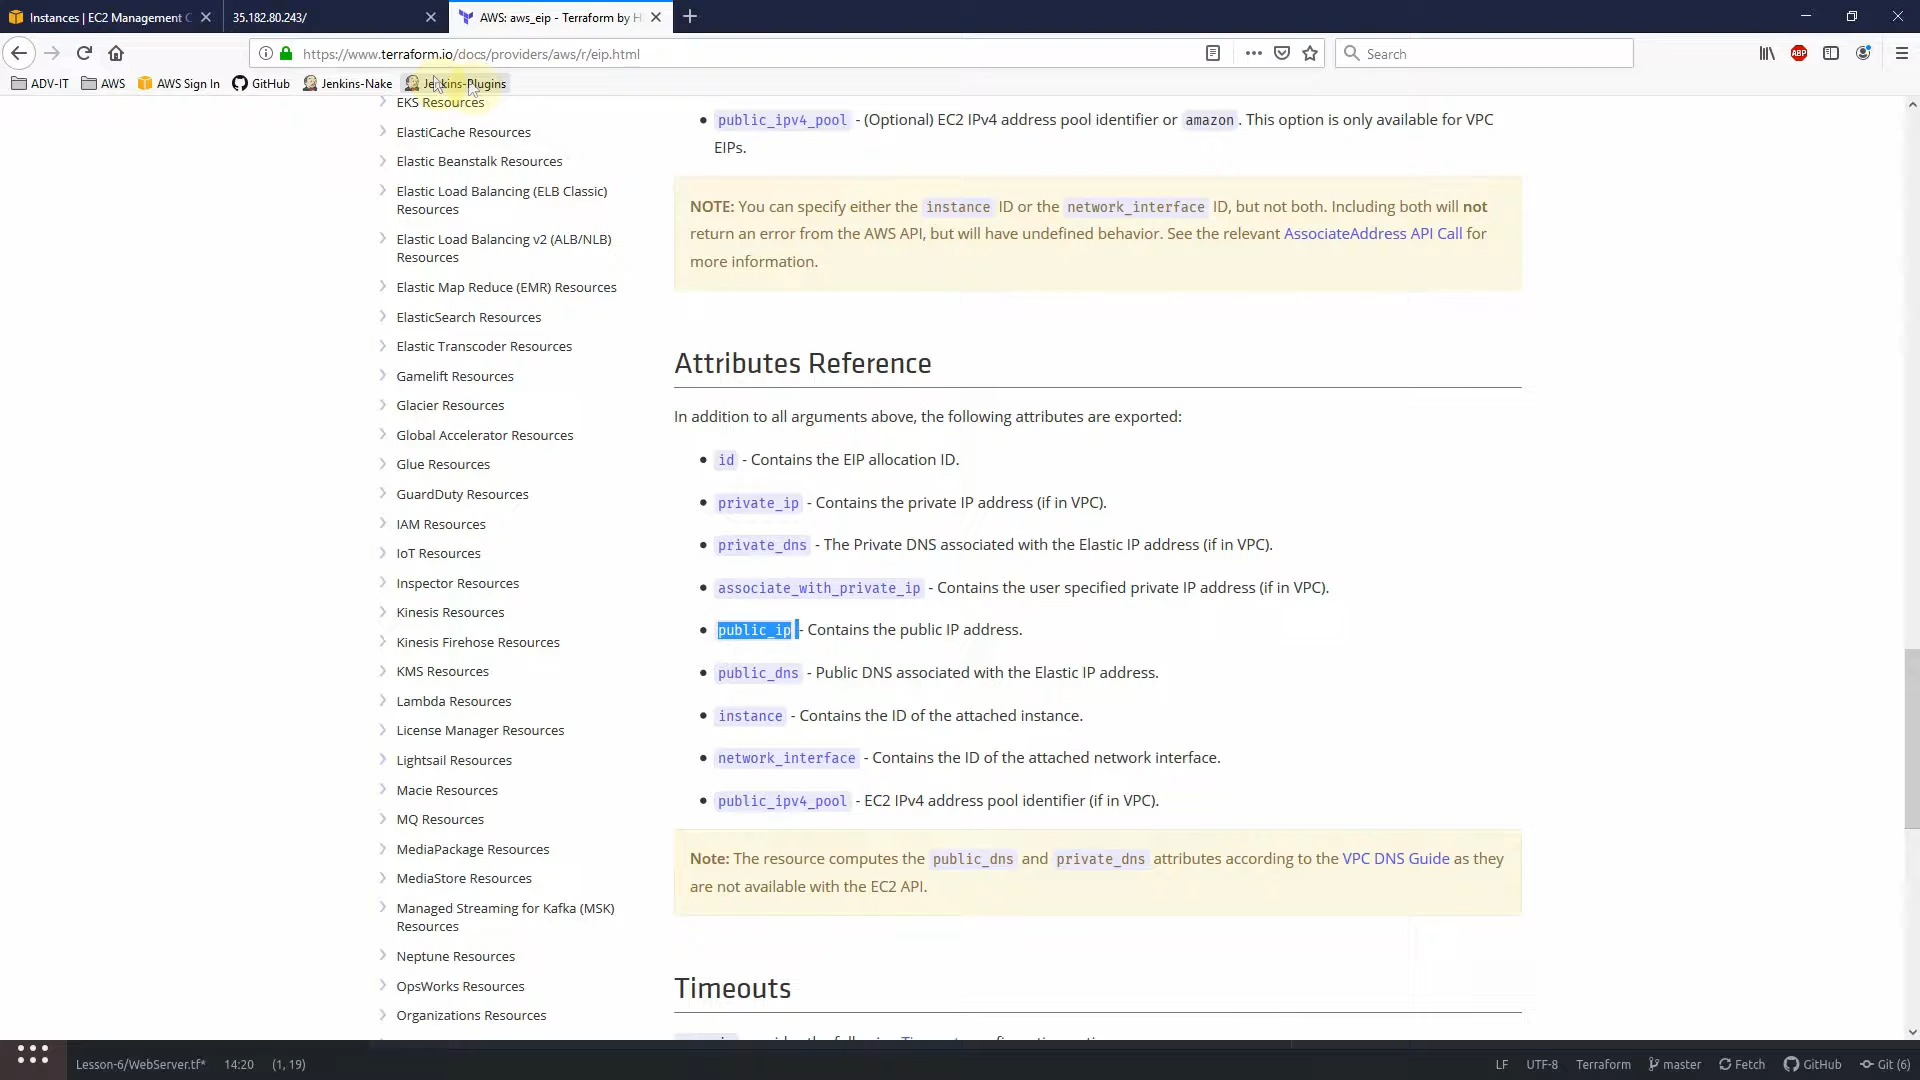 Instances | EC2 Management C
35.182.80.243/
AWS: aws_eip - Terraform by H
https://www.terraform.io/docs/providers/aws/r/eip.html
Search
ADV-IT
AWS
AWS Sign In
GitHub
Jenkins-Nake
Jenkins-Plugins
EKS Resources
ElastiCache Resources
Elastic Beanstalk Resources
Elastic Load Balancing (ELB Classic)
Resources
Elastic Load Balancing v2 (ALB/NLB)
Resources
Elastic Map Reduce (EMR) Resources
ElasticSearch Resources
Elastic Transcoder Resources
Gamelift Resources
Glacier Resources
Global Accelerator Resources
Glue Resources
GuardDuty Resources
IAM Resources
IoT Resources
Inspector Resources
Kinesis Resources
Kinesis Firehose Resources
KMS Resources
Lambda Resources
License Manager Resources
Lightsail Resources
Macie Resources
MQ Resources
MediaPackage Resources
MediaStore Resources
Managed Streaming for Kafka (MSK)
Resources
Neptune Resources
OpsWorks Resources
Organizations Resources
public_ipv4_pool - (Optional) EC2 IPv4 address pool identifier or amazon. This option is only available for VPC
EIPs.
NOTE: You can specify either the instance ID or the network_interface ID, but not both. Including both will not
return an error from the AWS API, but will have undefined behavior. See the relevant AssociateAddress API Call for
more information.
Attributes Reference
In addition to all arguments above, the following attributes are exported:
id - Contains the EIP allocation ID.
private_ip - Contains the private IP address (if in VPC).
private_dns - The Private DNS associated with the Elastic IP address (if in VPC).
associate_with_private_ip - Contains the user specified private IP address (if in VPC).
public_ip - Contains the public IP address.
public_dns - Public DNS associated with the Elastic IP address.
instance - Contains the ID of the attached instance.
network_interface - Contains the ID of the attached network interface.
public_ipv4_pool - EC2 IPv4 address pool identifier (if in VPC).
Note: The resource computes the public_dns and private_dns attributes according to the VPC DNS Guide as they
are not available with the EC2 API.
Timeouts
Lesson-6/WebServer.tf*
14:20
(1, 19)
LF
UTF-8
Terraform
master
Fetch
GitHub
Git (6)
ABP